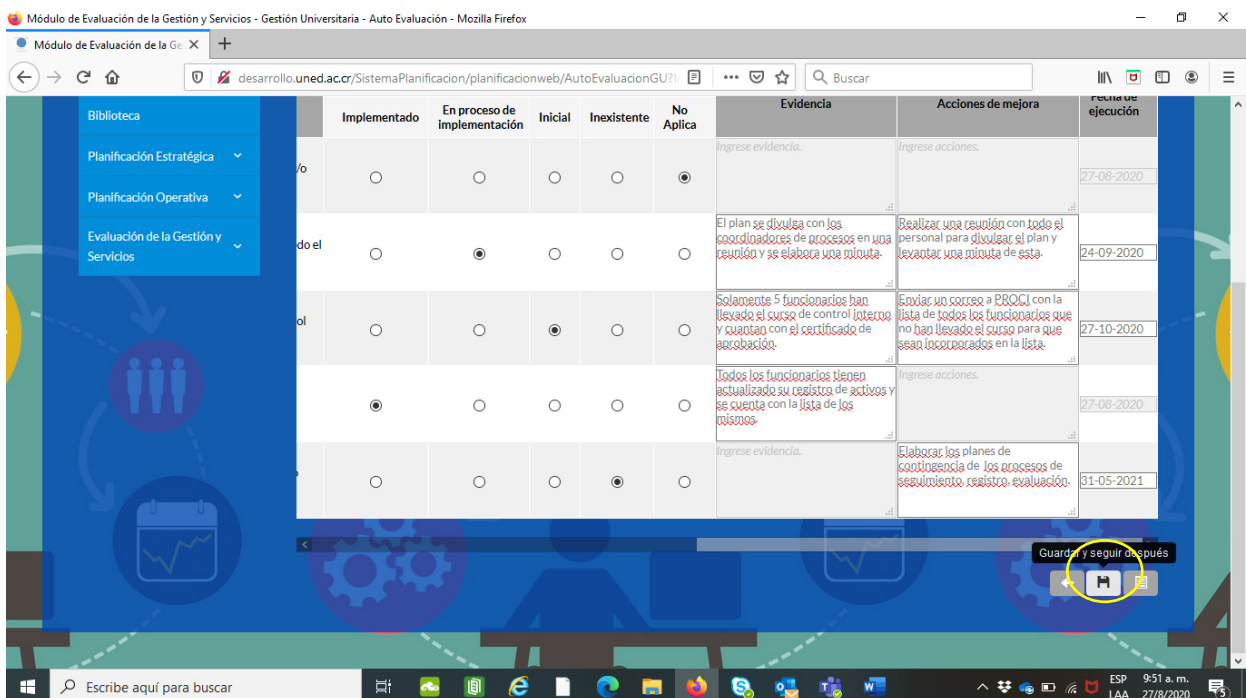 Módulo de Evaluación de la Gestión y Servicios - Gestión Universitaria - Auto Evaluación - Mozilla Firefox
Módulo de Evaluación de la Ge
desarrollo.uned.ac.cr/SistemaPlanificacion/planificacionweb/AutoEvaluacionGU?I
Buscar
Biblioteca
Planificación Estratégica
Planificación Operativa
Evaluación de la Gestión y
Servicios
Implementado
En proceso de
implementación
Inicial
Inexistente
No
Aplica
Evidencia
Acciones de mejora
Fecha de
ejecución
/o
Ingrese evidencia.
Ingrese acciones.
27-08-2020
do el
El plan se divulga con los
coordinadores de procesos en una
reunión y se elabora una minuta.
Realizar una reunión con todo el
personal para divulgar el plan y
levantar una minuta de esta.
24-09-2020
ol
Solamente 5 funcionarios han
llevado el curso de control interno
y cuantan con el certificado de
aprobación.
Enviar un correo a PROCI con la
lista de todos los funcionarios que
no han llevado el curso para que
sean incorporados en la lista.
27-10-2020
Todos los funcionarios tienen
actualizado su registro de activos y
se cuenta con la lista de los
mismos.
Ingrese acciones.
27-08-2020
Ingrese evidencia.
Elaborar los planes de
contingencia de los procesos de
seguimiento, registro, evaluación.
31-05-2021
Guardar y seguir después
Escribe aquí para buscar
ESP
LAA
9:51 a. m.
27/8/2020
5